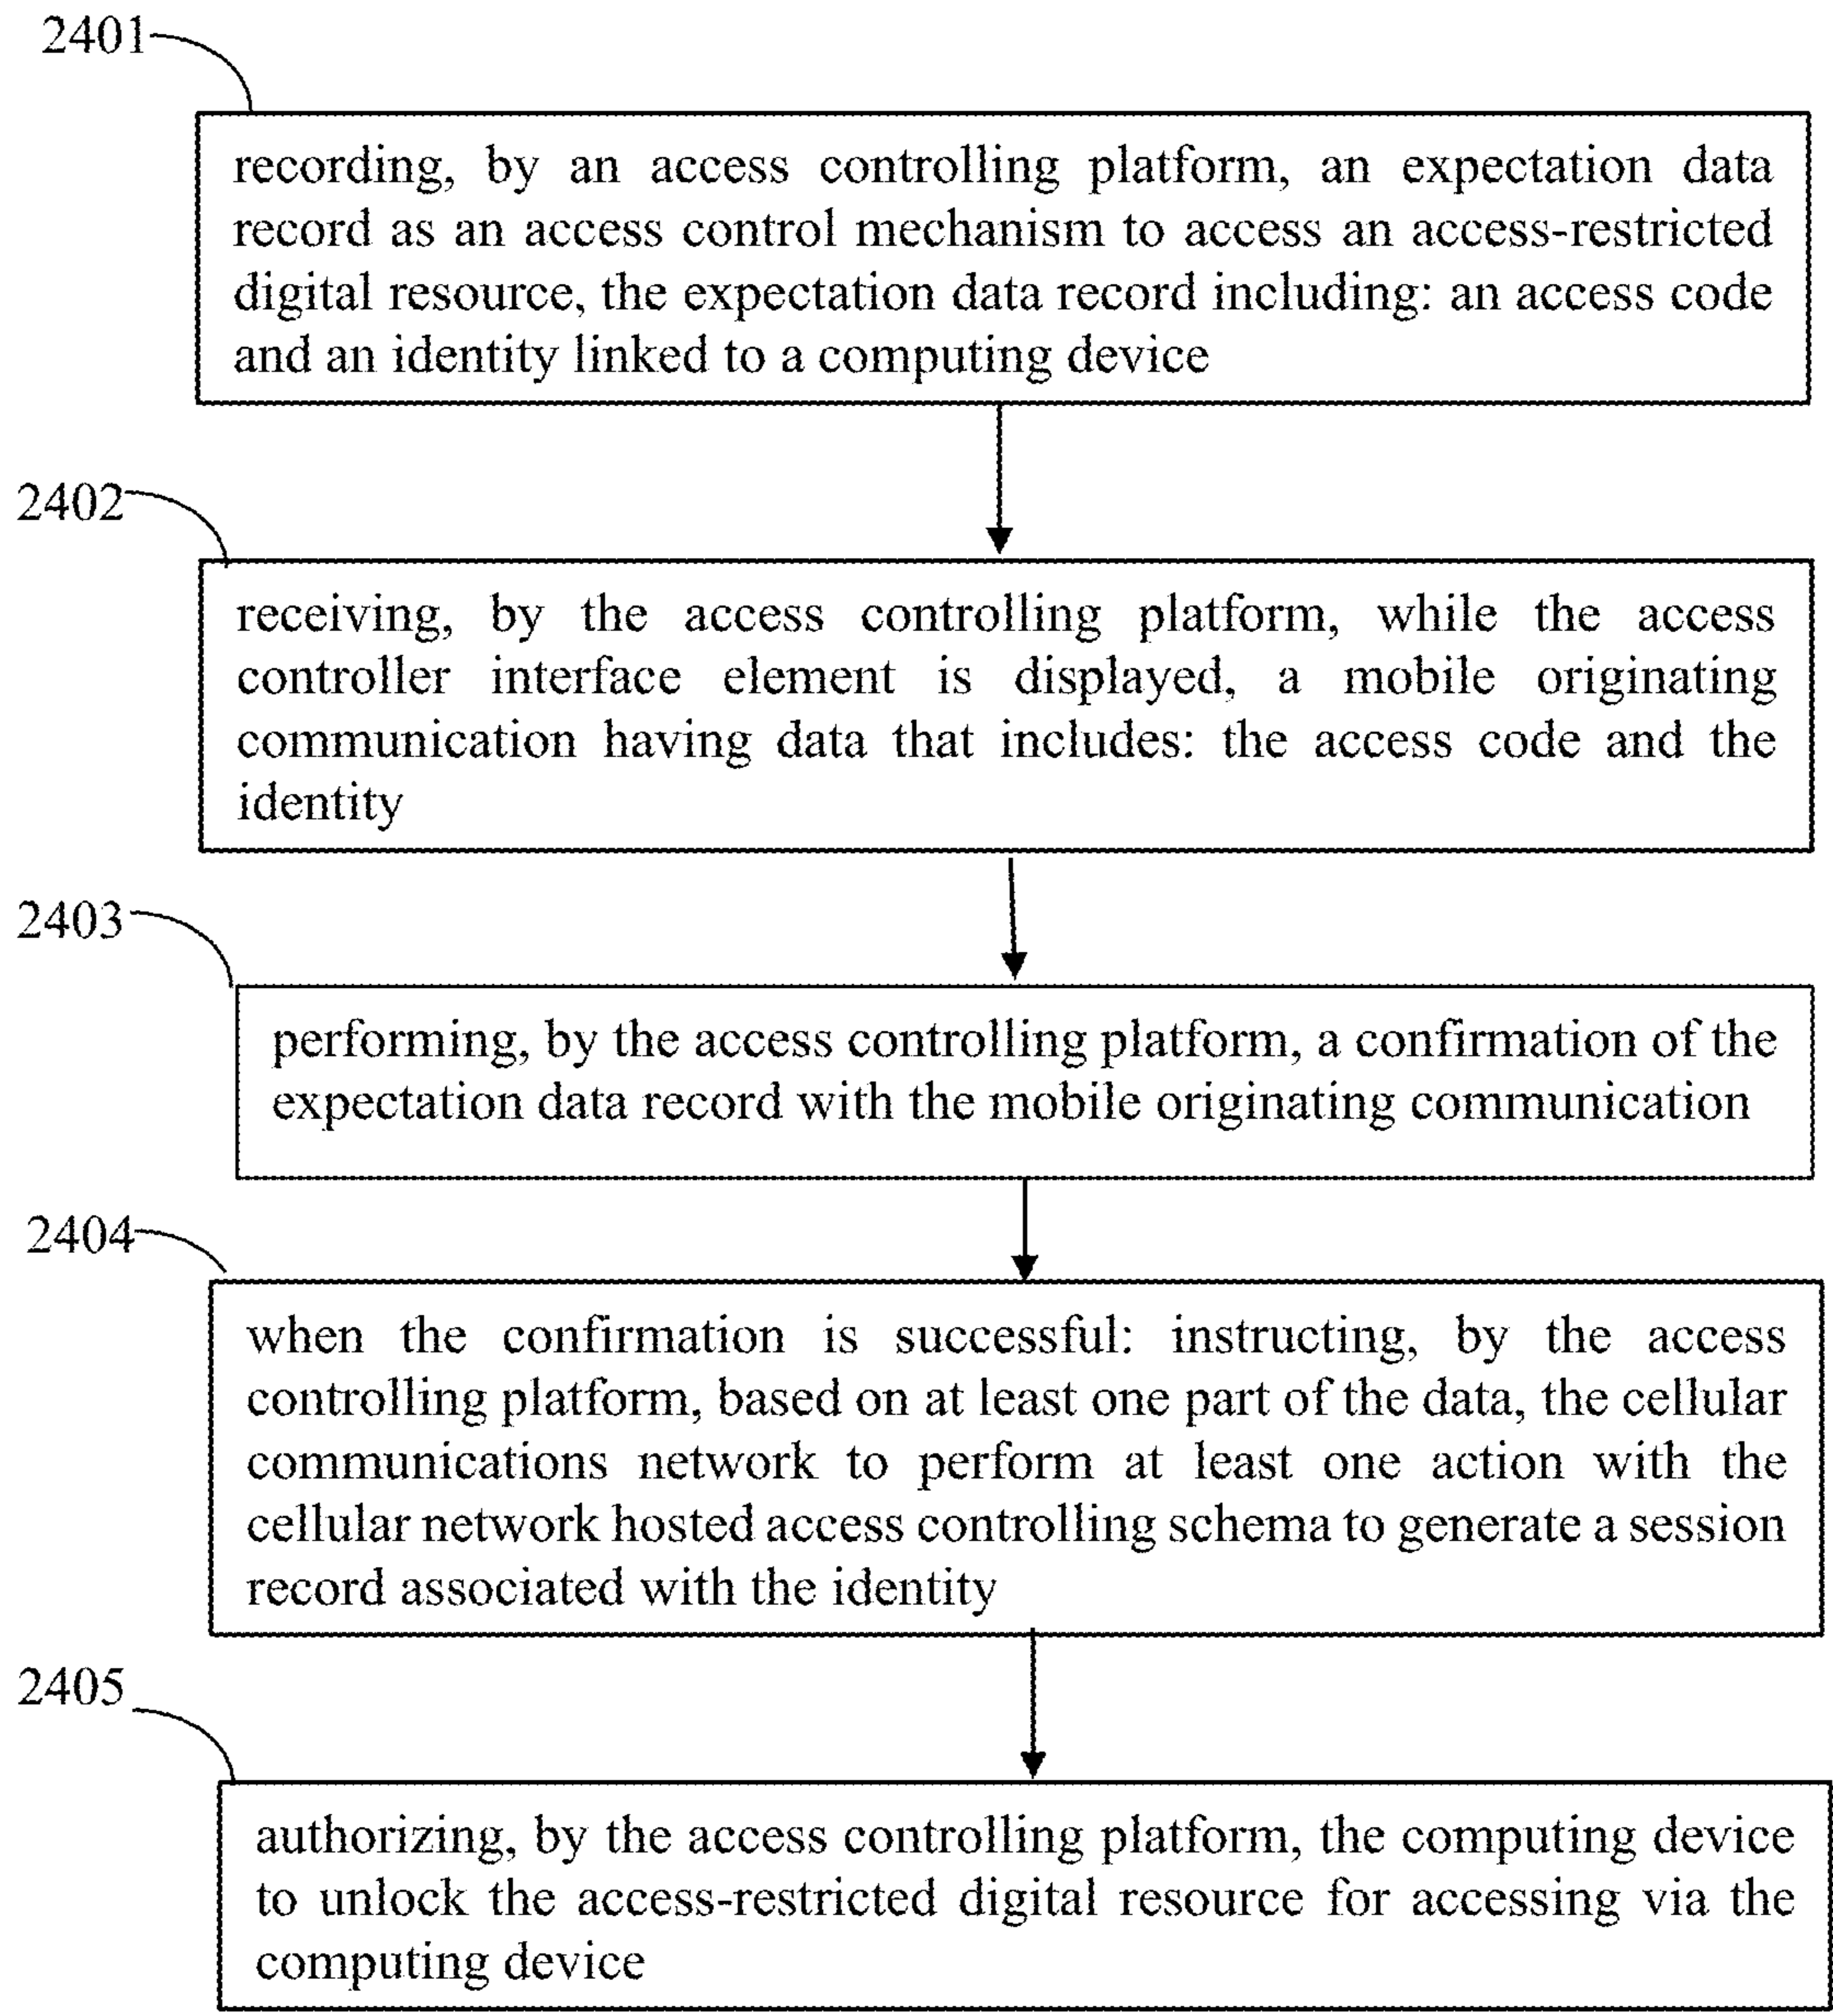 2401
recording, by an access controlling platform, an expectation data
record as an access control mechanism to access an access-restricted
digital resource, the expectation data record including: an access code
and an identity linked to a computing device
2402
receiving, by the access controlling platform, while the access
controller interface element is displayed, a mobile originating
communication having data that includes: the access code and the
identity
2403
performing, by the access controlling platform, a confirmation of the
expectation data record with the mobile originating communication
2404
when the confirmation is successful: instructing, by the access
controlling platform, based on at least one part of the data, the cellular
communications network to perform at least one action with the
cellular network hosted access controlling schema to generate a session
record associated with the identity
2405
authorizing, by the access controlling platform, the computing device
to unlock the access-restricted digital resource for accessing via the
computing device